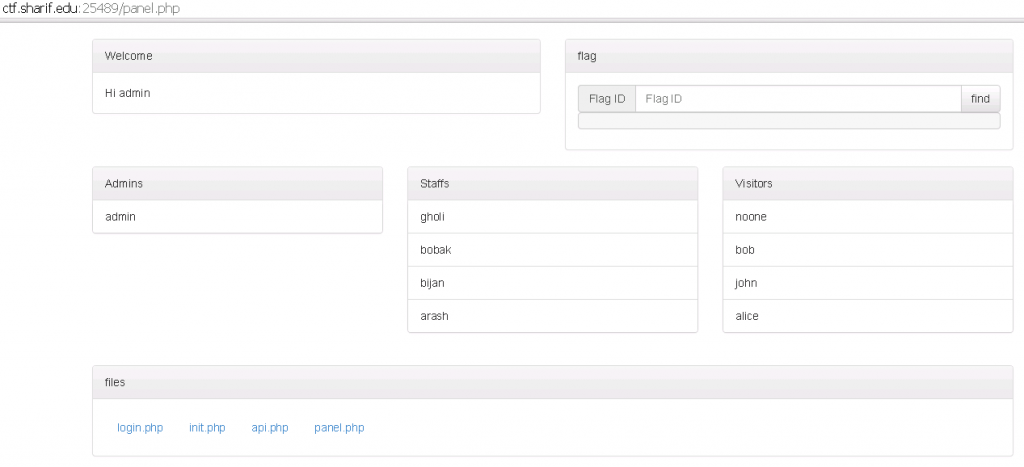 ctf.sharif.edu:25489/panel.php
Welcome
Hi admin
flag
Flag ID Flag ID find
Admins
admin
Staffs
gholi
bobak
bijan
arash
Visitors
noone
bob
john
alice
files
login.php init.php api.php panel.php